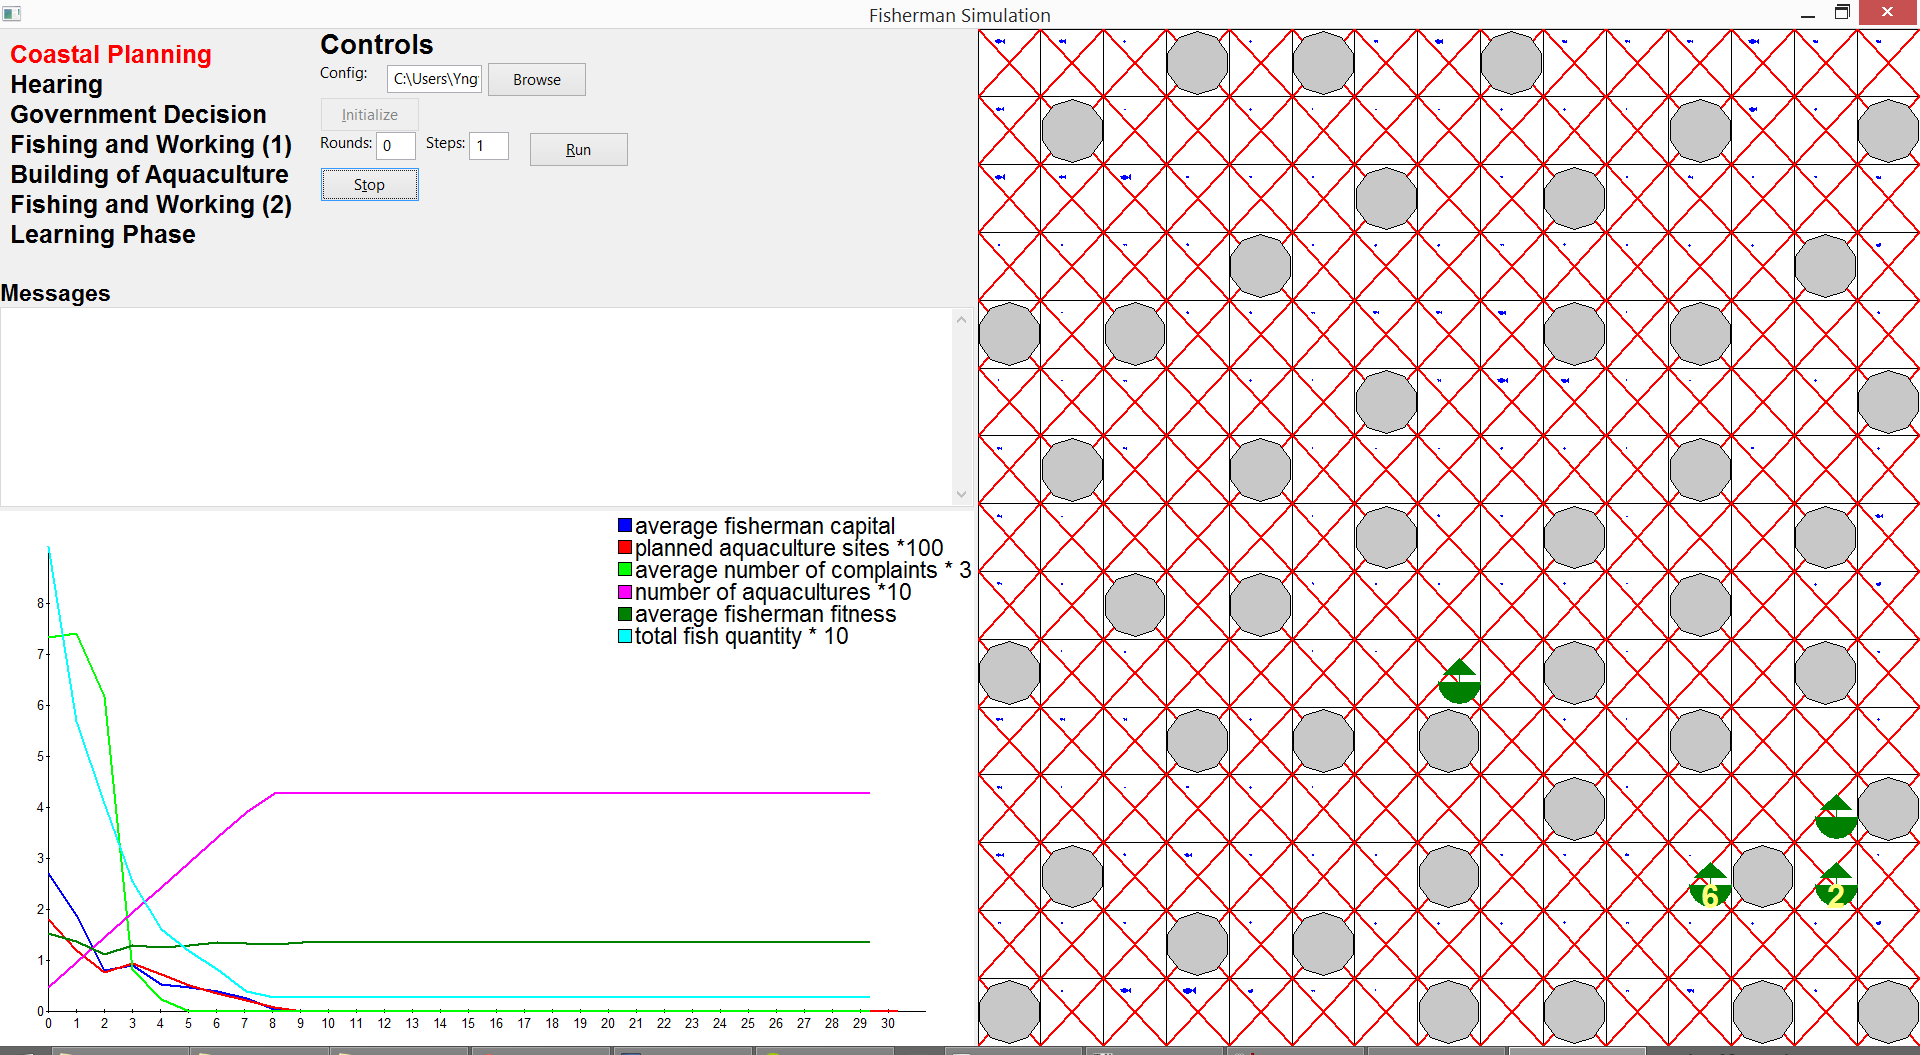 Fisherman Simulation
Coastal Planning
Hearing
Government Decision
Fishing and Working (1)
Building of Aquaculture
Fishing and Working (2)
Learning Phase
Controls
Config: C:\Users\Yng Browse
Initialize
Rounds: 0 Steps: 1 Run
Stop
Messages
average fisherman capital
planned aquaculture sites *100
average number of complaints * 3
number of aquacultures *10
average fisherman fitness
total fish quantity * 10
8
7
6
5
4
3
2
1
0
0 1 2 3 4 5 6 7 8 9 10 11 12 13 14 15 16 17 18 19 20 21 22 23 24 25 26 27 28 29 30
6 2